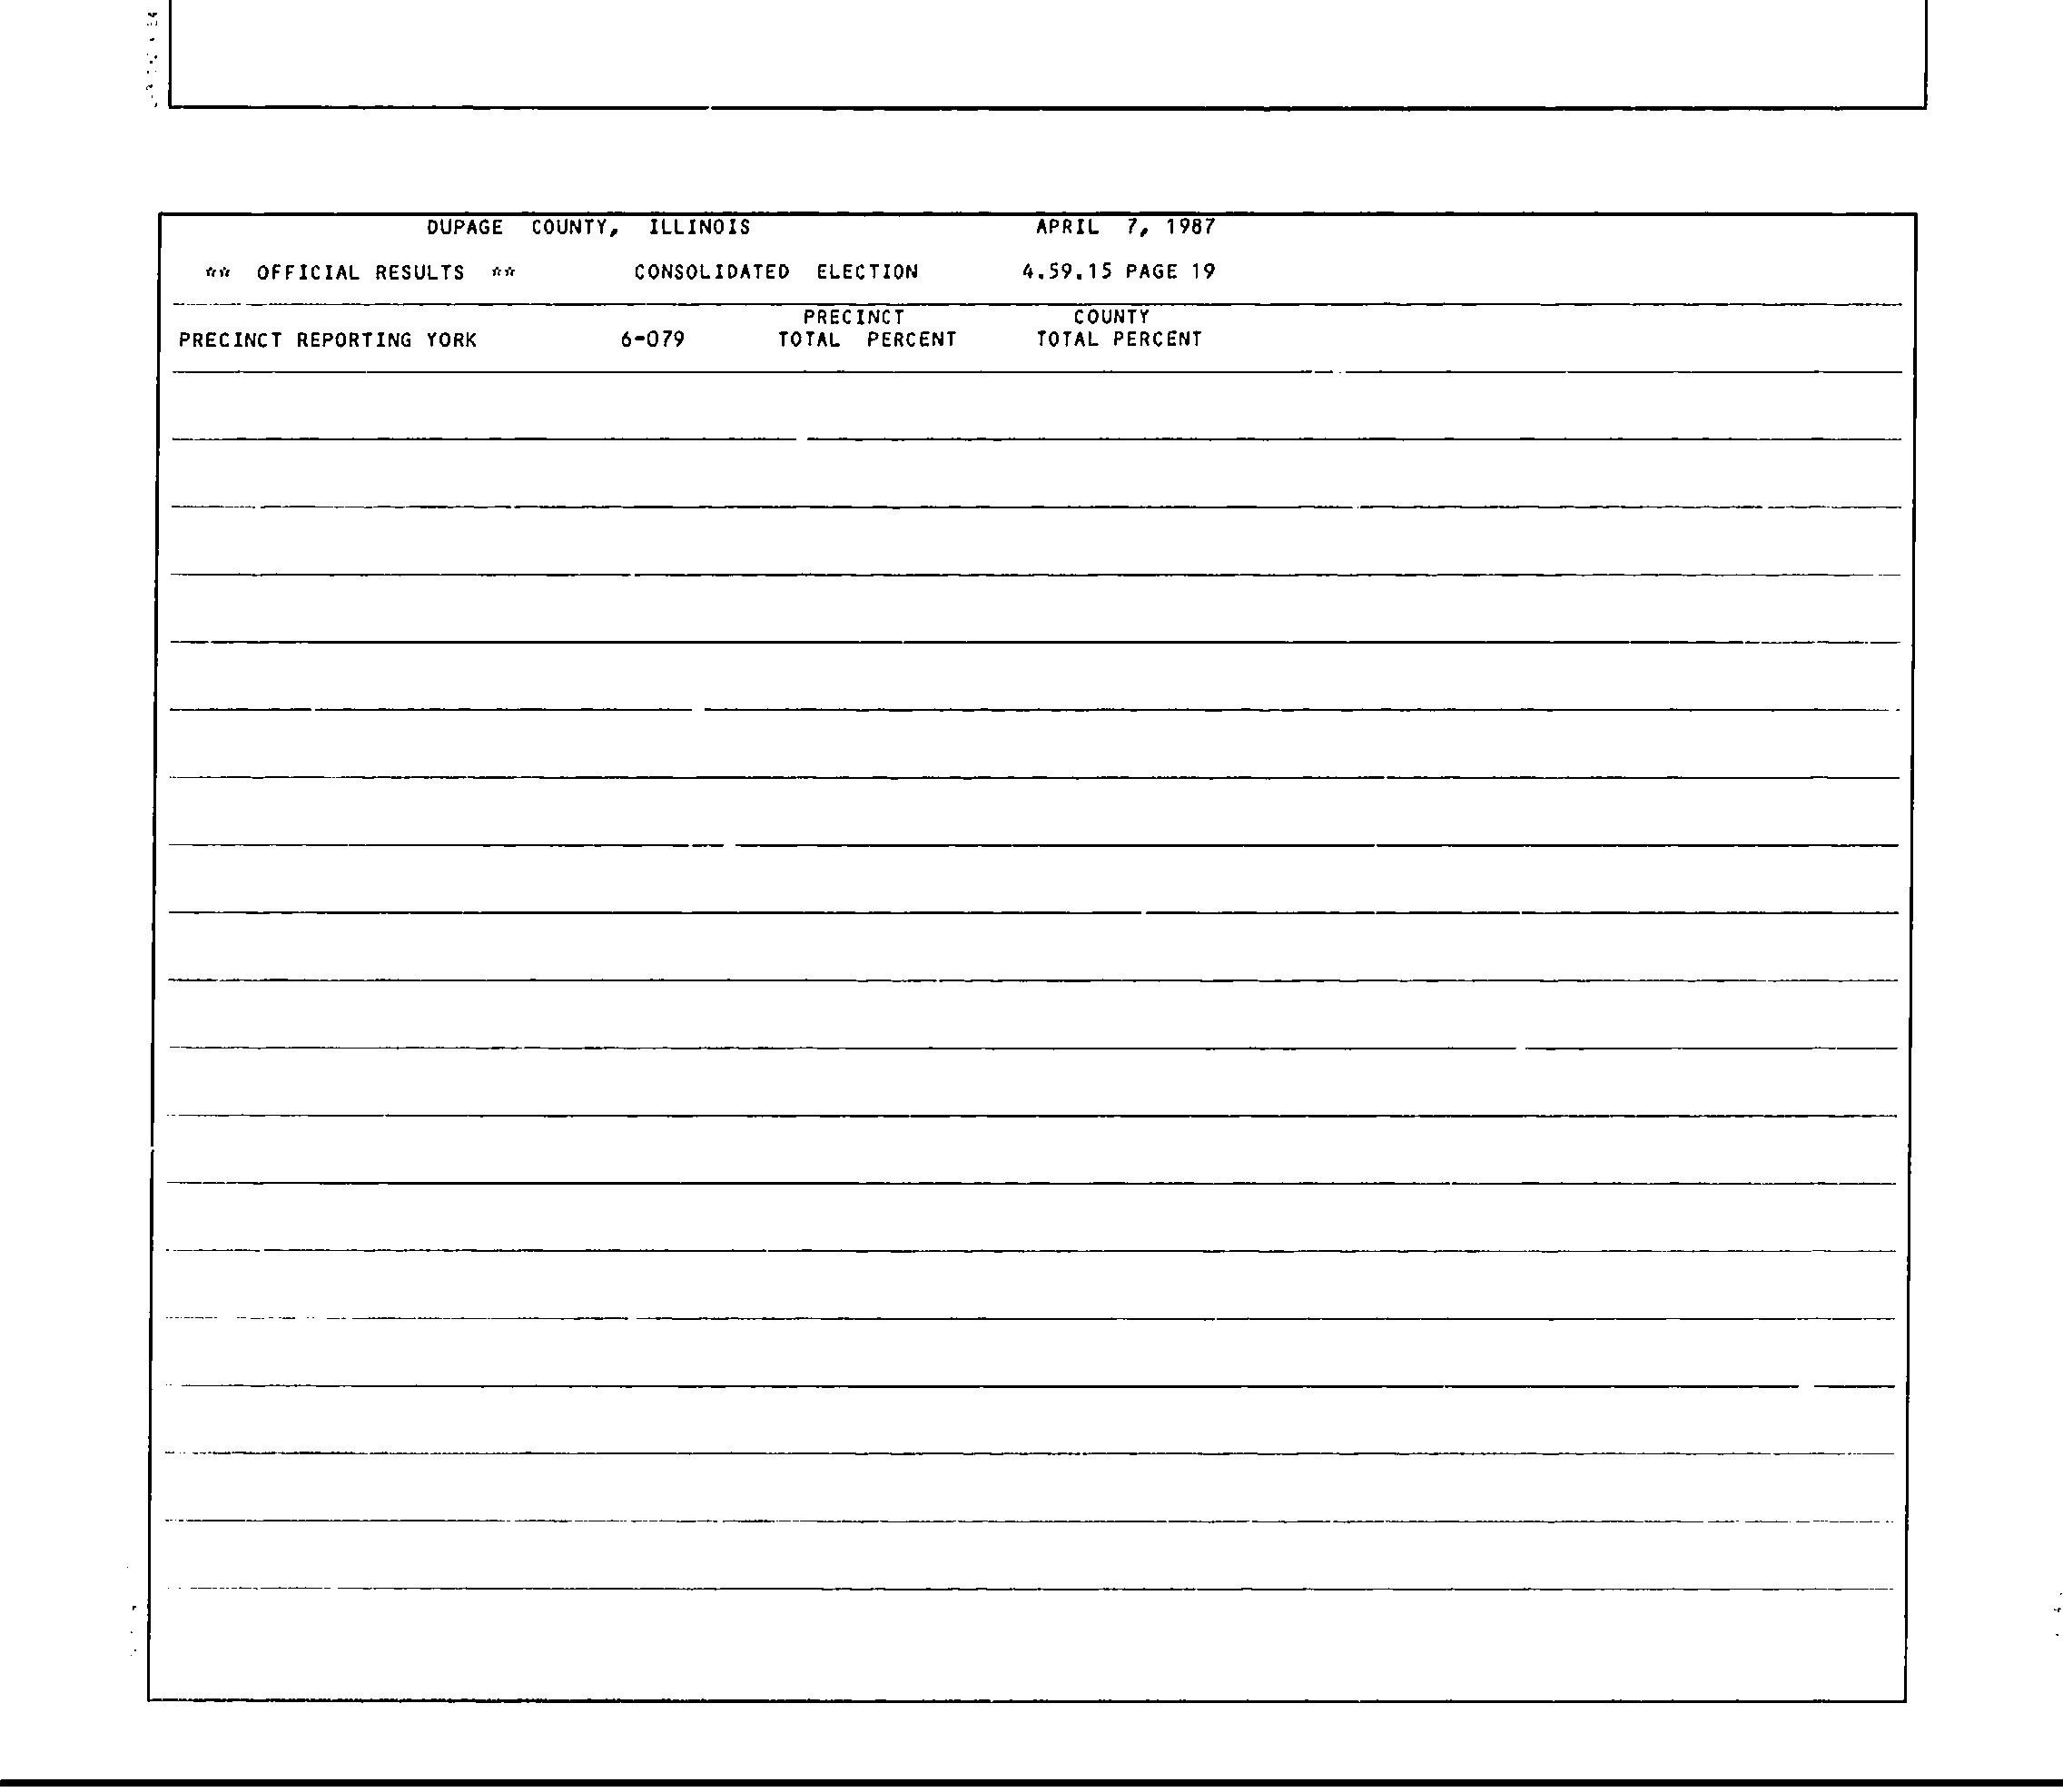 DUPAGE COUNTY, ILLINOIS APRIL 7, 1987
** OFFICIAL RESULTS ** CONSOLIDATED ELECTION 4.59.15 PAGE 19
PRECINCT COUNTY
PRECINCT REPORTING YORK 6-079 TOTAL PERCENT TOTAL PERCENT